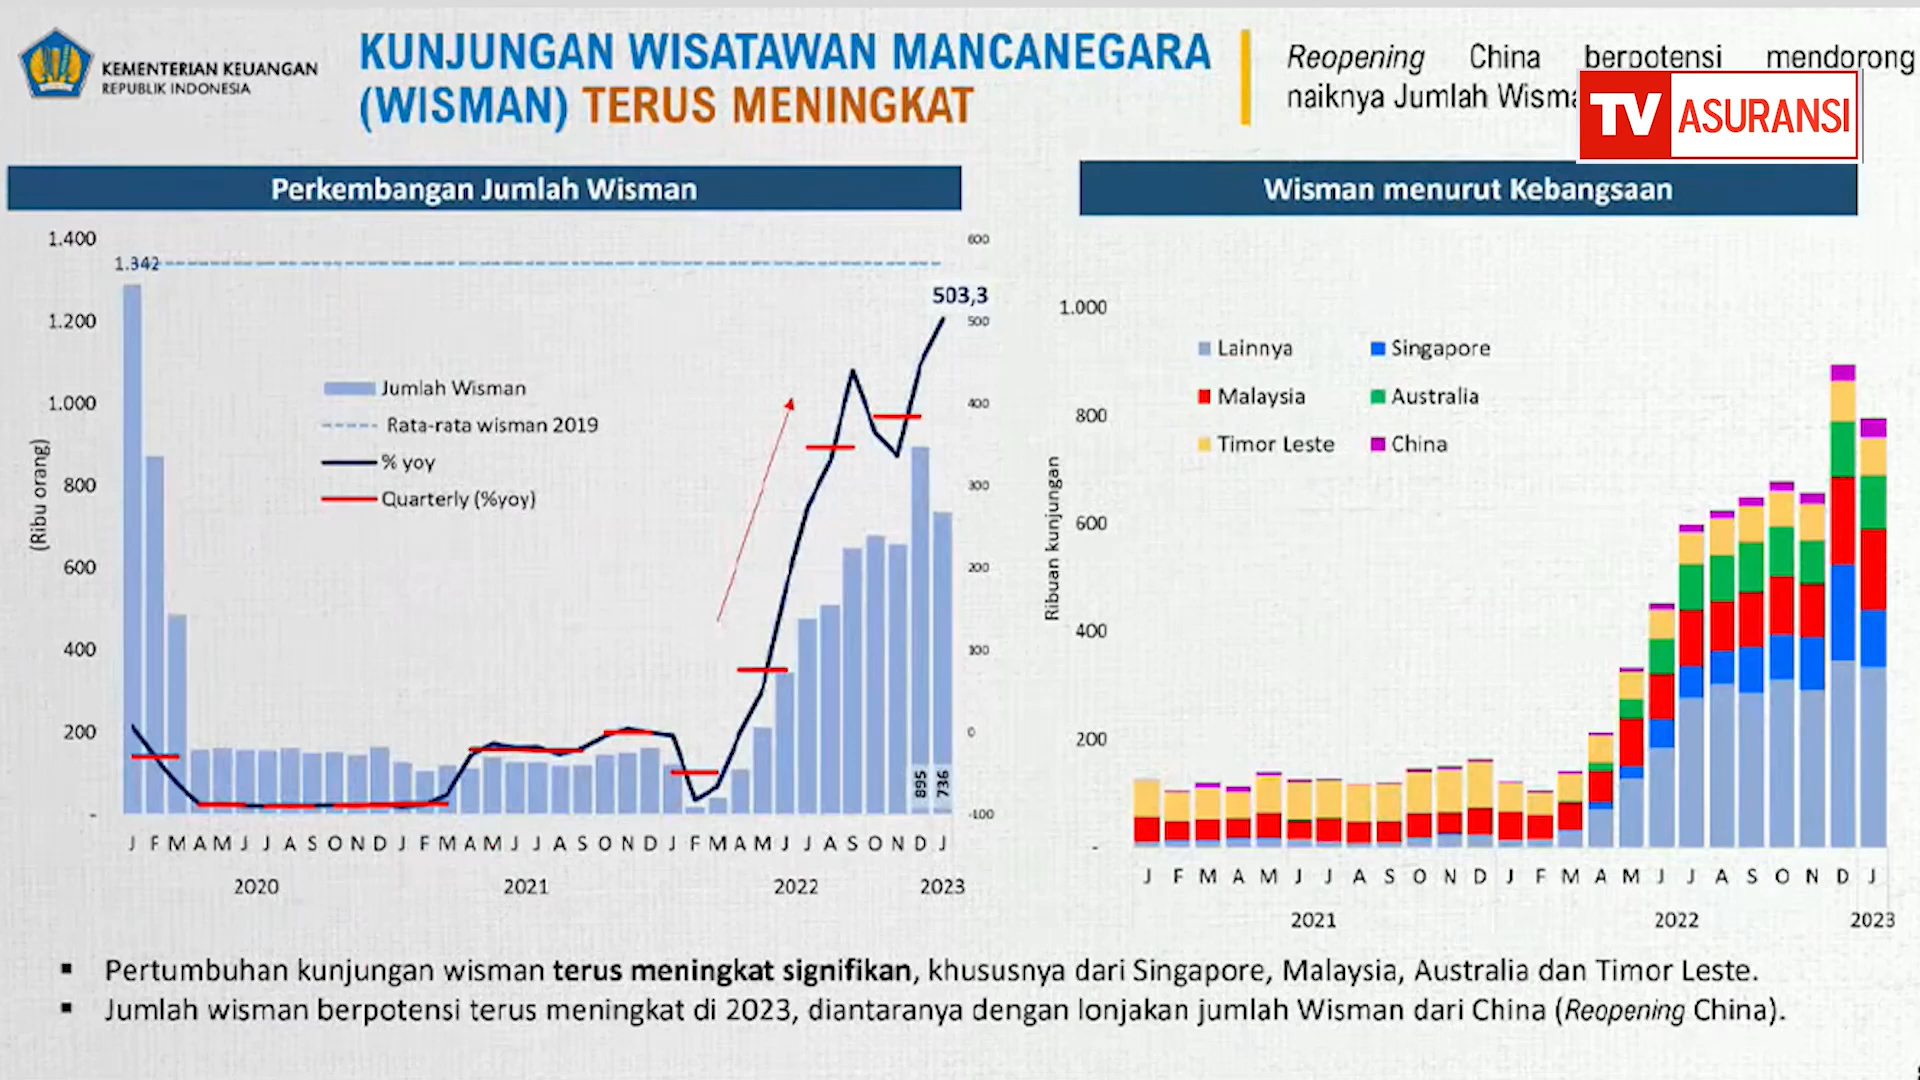 KEMENTERIAN KEUANGAN
REPUBLIK INDONESIA
KUNJUNGAN WISATAWAN MANCANEGARA
(WISMAN) TERUS MENINGKAT
Reopening China berpotensi mendorong
naiknya Jumlah
TV ASURANSI
Perkembangan Jumlah Wisman
1.400
1.200
1.000
800
600
400
200
-
(Ribu orang)
1.342
503,3
600
500
400
300
200
100
0
-100
Jumlah Wisman
Rata-rata wisman 2019
% yoy
Quarterly (%yoy)
895
736
J F M A M J J A S O N D J F M A M J J A S O N D J F M A M J J A S O N D J
2020 2021 2022 2023
Wisman menurut Kebangsaan
1.000
800
600
400
200
-
Ribuan kunjungan
Lainnya Singapore
Malaysia Australia
Timor Leste China
J F M A M J J A S O N D J F M A M J J A S O N D J
2021 2022 2023
▪ Pertumbuhan kunjungan wisman terus meningkat signifikan, khususnya dari Singapore, Malaysia, Australia dan Timor Leste.
▪ Jumlah wisman berpotensi terus meningkat di 2023, diantaranya dengan lonjakan jumlah Wisman dari China (Reopening China).